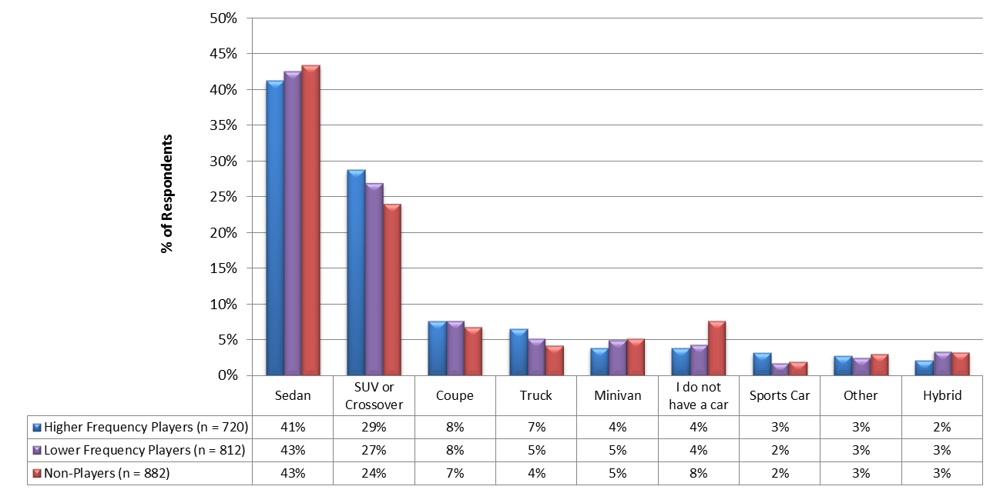 50%
45%
40%
35%
30%
25%
20%
15%
10%
5%
0%
% of Respondents
Sedan
SUV or
Crossover
Coupe
Truck
Minivan
I do not
have a car
Sports Car
Other
Hybrid
Higher Frequency Players (n = 720) 41% 29% 8% 7% 4% 4% 3% 3% 2%
Lower Frequency Players (n = 812) 43% 27% 8% 5% 5% 4% 2% 3% 3%
Non-Players (n = 882) 43% 24% 7% 4% 5% 8% 2% 3% 3%